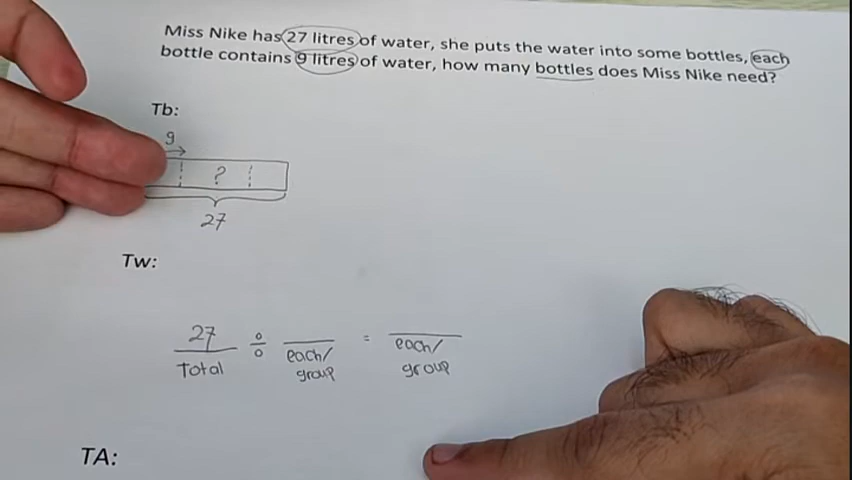 Miss Nike has 27 litres of water, she puts the water into some bottles, each
bottle contains 9 litres of water, how many bottles does Miss Nike need?
Tb:
9
?
27
Tw:
27 ÷ =
Total each/ each/
group group
TA: